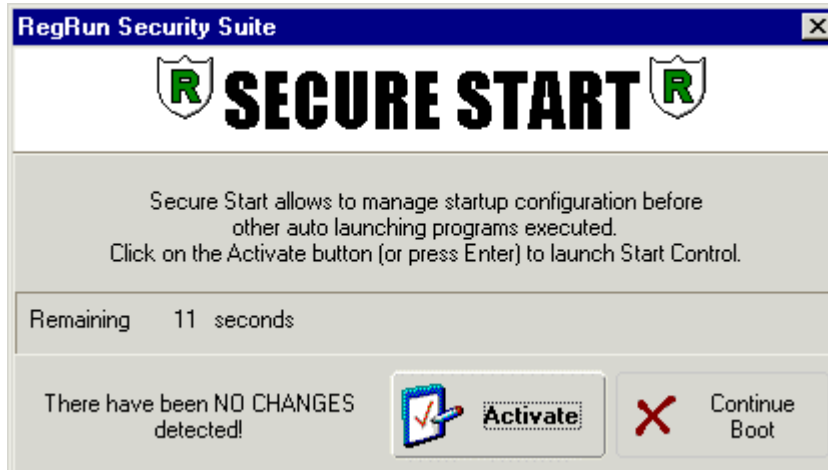 RegRun Security Suite
R SECURE START R
Secure Start allows to manage startup configuration before
other auto launching programs executed.
Click on the Activate button (or press Enter) to launch Start Control.
Remaining 11 seconds
There have been NO CHANGES
detected!
Activate
Continue
Boot